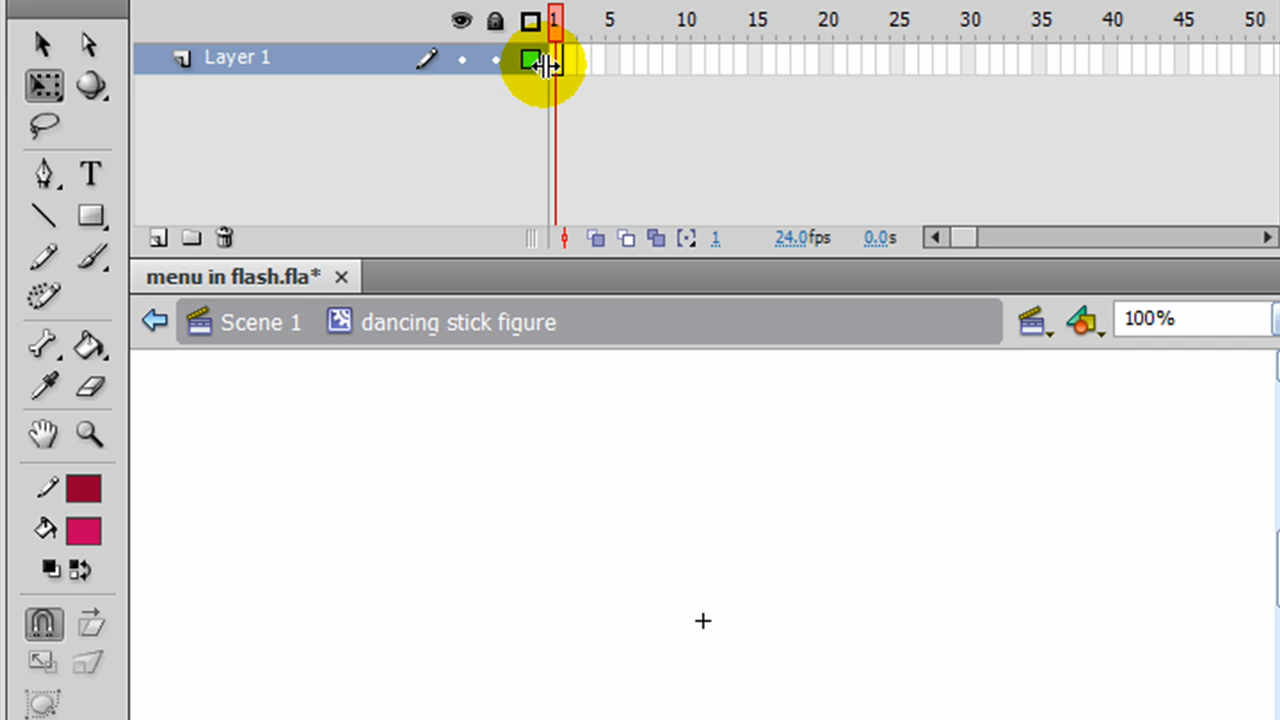 1 5 10 15 20 25 30 35 40 45 50
Layer 1
T
1 24.0fps 0.0s
menu in flash.fla*
Scene 1 dancing stick figure 100%